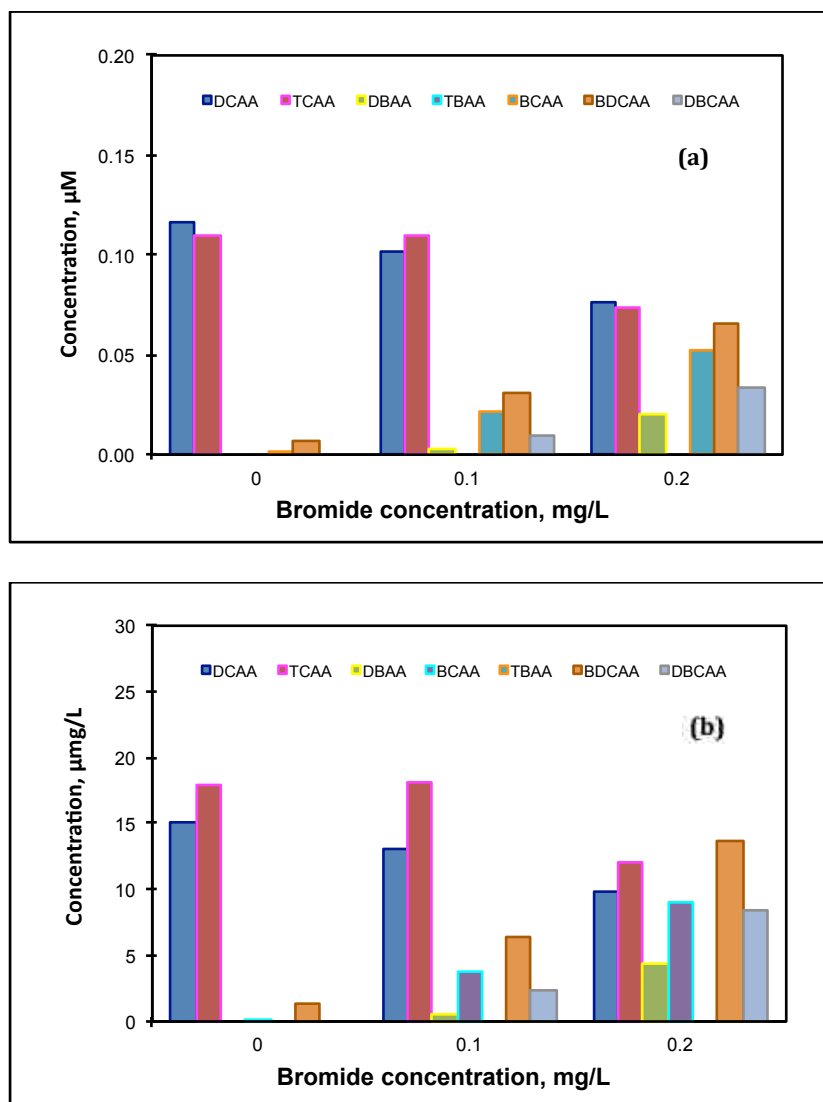 0.20
DCAA TCAA DBAA TBAA BCAA BDCAA DBCAA
0.15
(a)
Concentration, µM
0.10
0.05
0.00
0 0.1 0.2
Bromide concentration, mg/L
30
DCAA TCAA DBAA BCAA TBAA BDCAA DBCAA
25
(b)
Concentration, µmg/L
20
15
10
5
0
0 0.1 0.2
Bromide concentration, mg/L